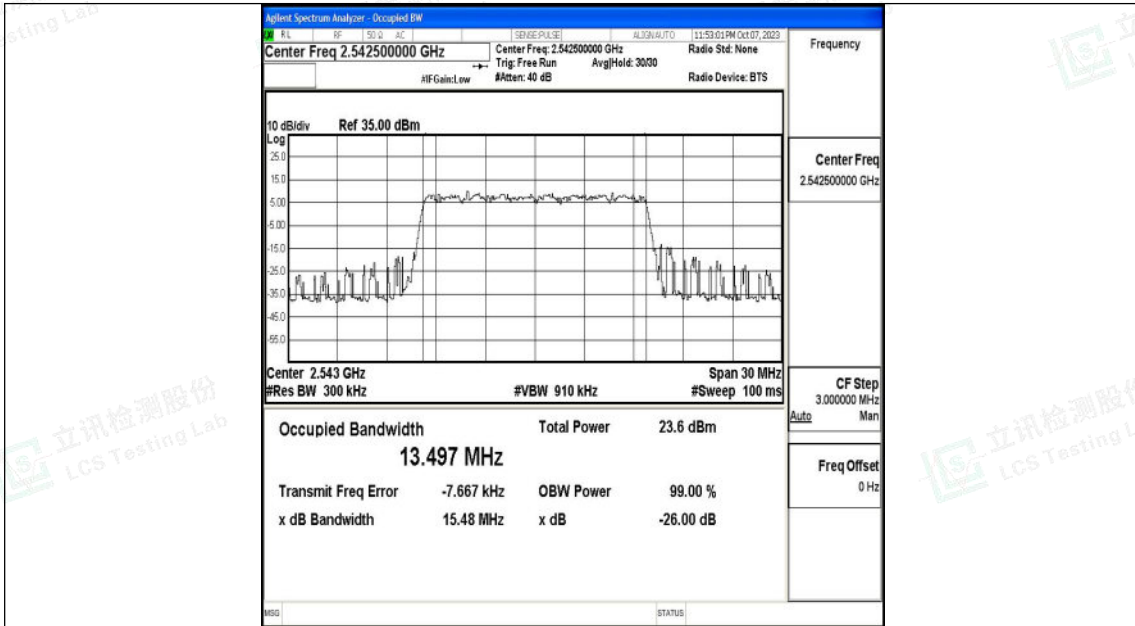 Agilent Spectrum Analyzer - Occupied BW
RL RF 50 Ω AC SENSE:PULSE ALIGNAUTO 11:53:01PM Oct 07, 2023
Center Freq 2.542500000 GHz
Center Freq: 2.542500000 GHz
Radio Std: None
Trig: Free Run Avg|Hold: 30/30
#IFGain:Low
#Atten: 40 dB
Radio Device: BTS
10 dB/div Ref 35.00 dBm
Log
25.0
15.0
5.00
-5.00
-15.0
-25.0
-35.0
-45.0
-55.0
Center 2.543 GHz Span 30 MHz
#Res BW 300 kHz #VBW 910 kHz #Sweep 100 ms
Occupied Bandwidth Total Power 23.6 dBm
13.497 MHz
Transmit Freq Error -7.667 kHz OBW Power 99.00 %
x dB Bandwidth 15.48 MHz x dB -26.00 dB
MSG STATUS
Frequency
Center Freq
2.542500000 GHz
CF Step
3.000000 MHz
Auto Man
Freq Offset
0 Hz
立讯检测股份
LCS Testing Lab
立讯检测股份
LCS Testing L
sting Lab
立